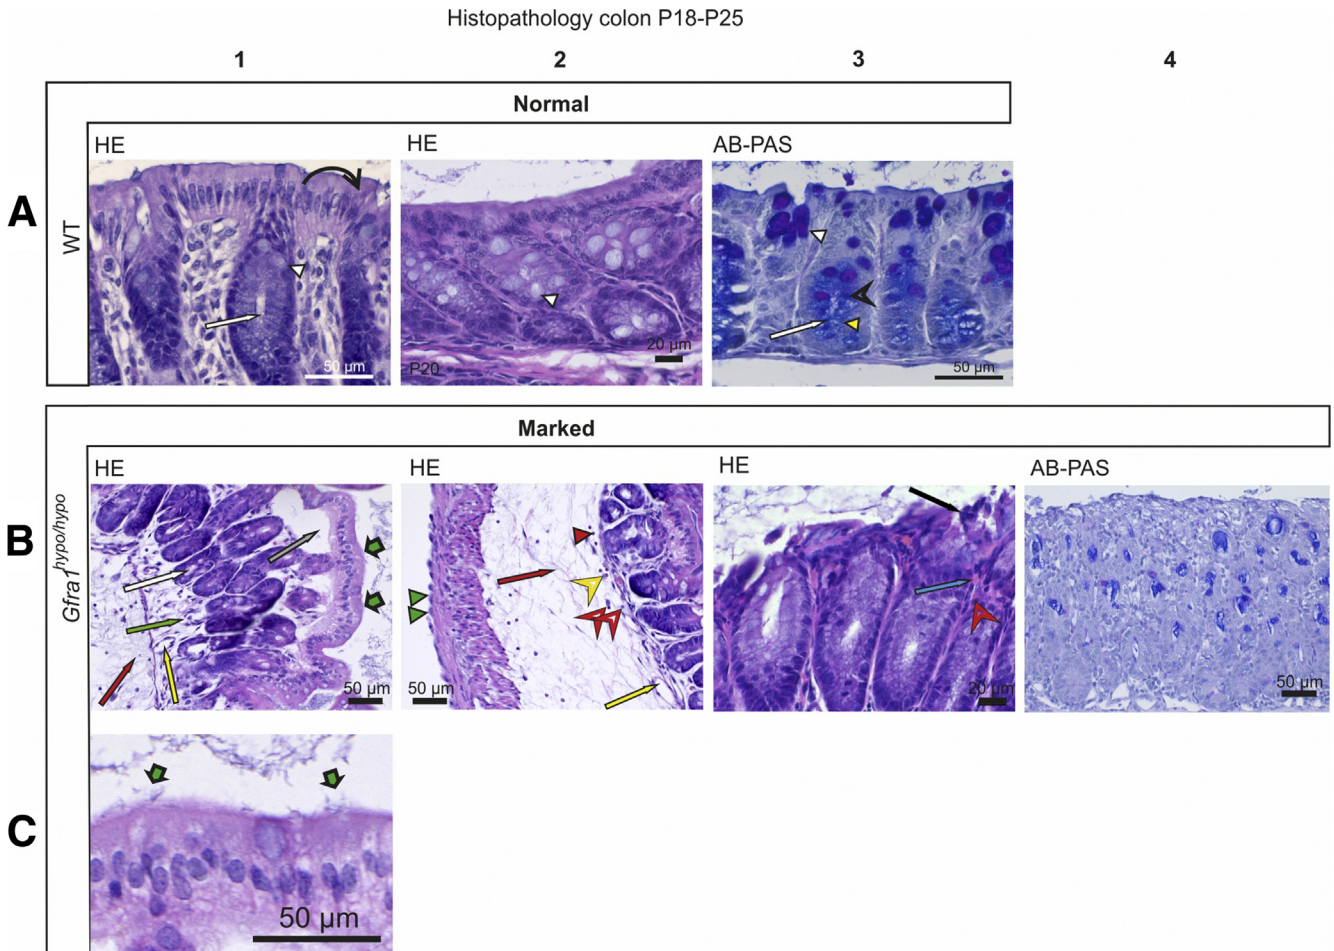 Histopathology colon P18-P25
1 2 3 4
Normal
HE HE AB-PAS
A
WT
50 µm
P20
20 µm
50 µm
Marked
HE HE HE AB-PAS
B
Gfra1hypo/hypo
50 µm
50 µm
20 µm
50 µm
C
50 µm